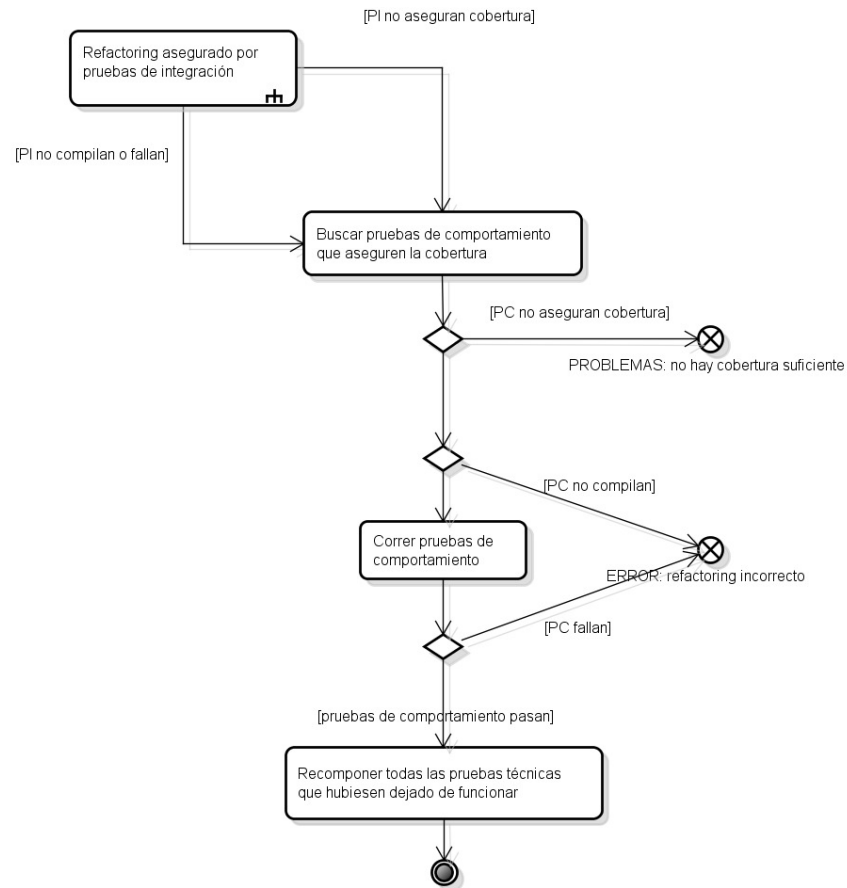 [PI no aseguran cobertura]
Refactoring asegurado por
pruebas de integración
[PI no compilan o fallan]
Buscar pruebas de comportamiento
que aseguren la cobertura
[PC no aseguran cobertura]
PROBLEMAS: no hay cobertura suficiente
[PC no compilan]
Correr pruebas de
comportamiento
ERROR: refactoring incorrecto
[PC fallan]
[pruebas de comportamiento pasan]
Recomponer todas las pruebas técnicas
que hubiesen dejado de funcionar